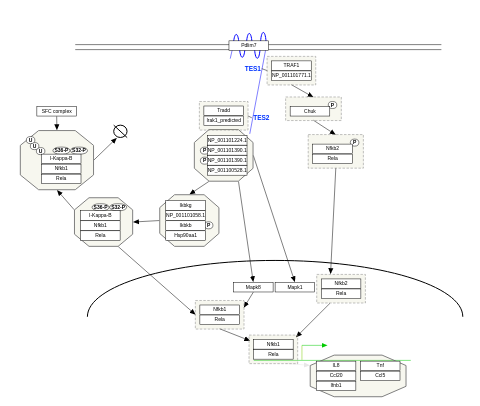 Pdlim7
TES1
TRAF1
NP_001101771.1
P
Chuk
SFC complex
Tradd
Irak1_predicted
TES2
U
U
U
S36-P
S32-P
I-Kappa-B
Nfkb1
Rela
NP_001101224.1
P
NP_001101390.1
P
NP_001101390.1
NP_001100528.1
P
Nfkb2
Rela
S36-P
S32-P
I-Kappa-B
Nfkb1
Rela
Ikbkg
NP_001101058.1
P
Ikbkb
Hsp90aa1
Mapk8
Mapk1
Nfkb2
Rela
Nfkb1
Rela
Nfkb1
Rela
IL8
Tnf
Ccl20
Ccl5
Ifnb1